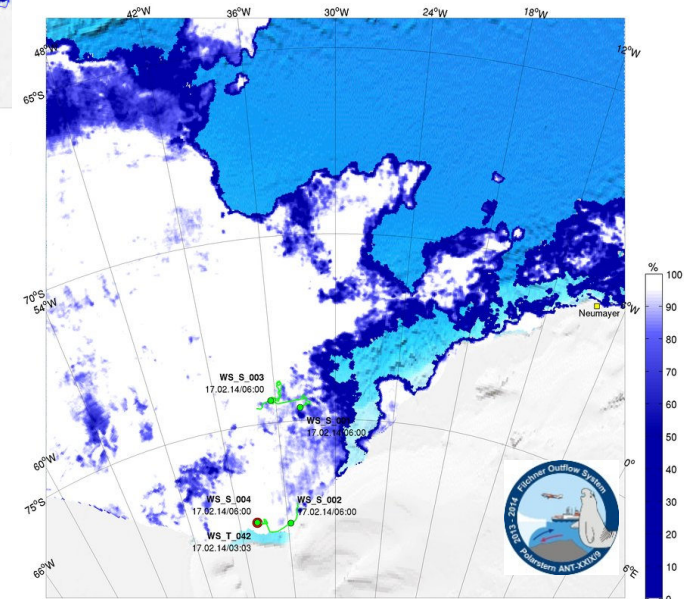 42°W
36°W
30°W
24°W
18°W
12°W
48°W
65°S
70°S
54°W
°W
Neumayer
%
100
90
80
70
60
50
40
30
20
10
0
WS_S_003
17.02.14/06:00
WS_S_
17.02.14/06:00
60°W
0°
75°S
WS_S_004
17.02.14/06:00
WS_S_002
17.02.14/06:00
WS_T_042
17.02.14/03:03
66°W
6°E
2013 - 2014 Filchner Outflow System
Polarstern ANT-XXIX/9